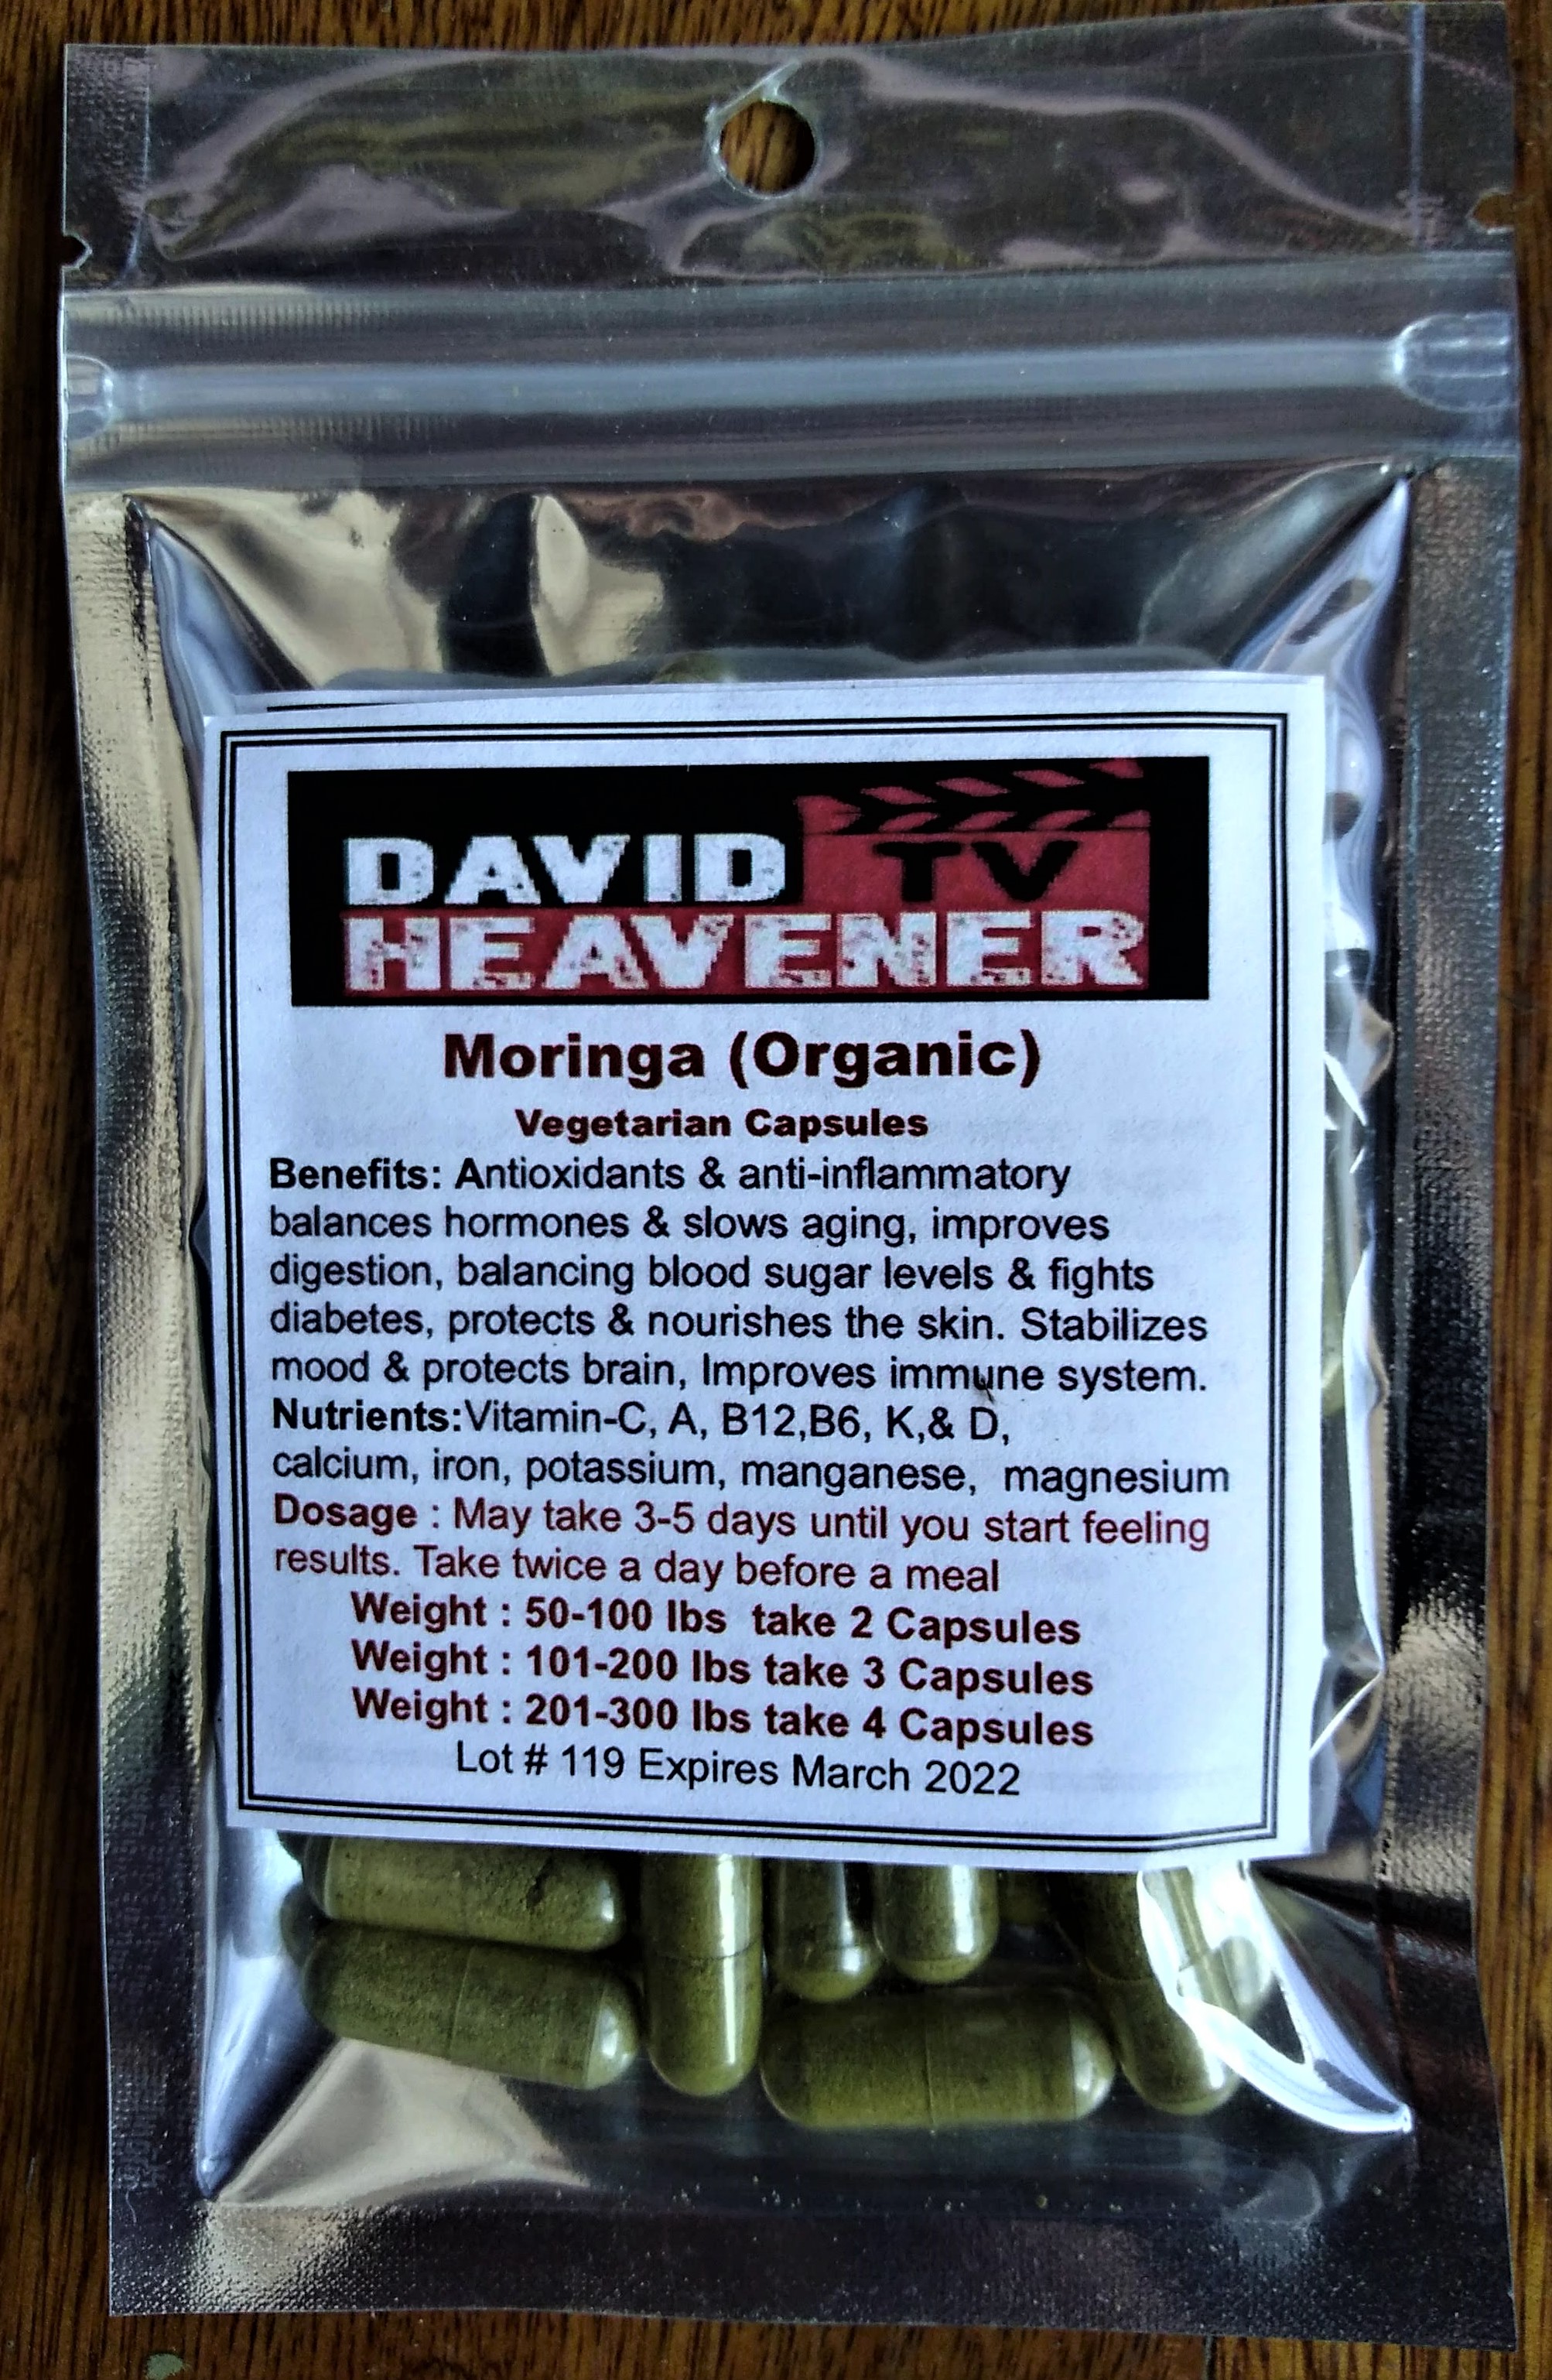 DAVID TV
HEAVENER
Moringa (Organic)
Vegetarian Capsules
Benefits: Antioxidants & anti-inflammatory
balances hormones & slows aging, improves
digestion, balancing blood sugar levels & fights
diabetes, protects & nourishes the skin. Stabilizes
mood & protects brain, Improves immune system.
Nutrients:Vitamin-C, A, B12,B6, K,& D,
calcium, iron, potassium, manganese, magnesium
Dosage : May take 3-5 days until you start feeling
results. Take twice a day before a meal
Weight : 50-100 lbs take 2 Capsules
Weight : 101-200 lbs take 3 Capsules
Weight : 201-300 lbs take 4 Capsules
Lot # 119 Expires March 2022